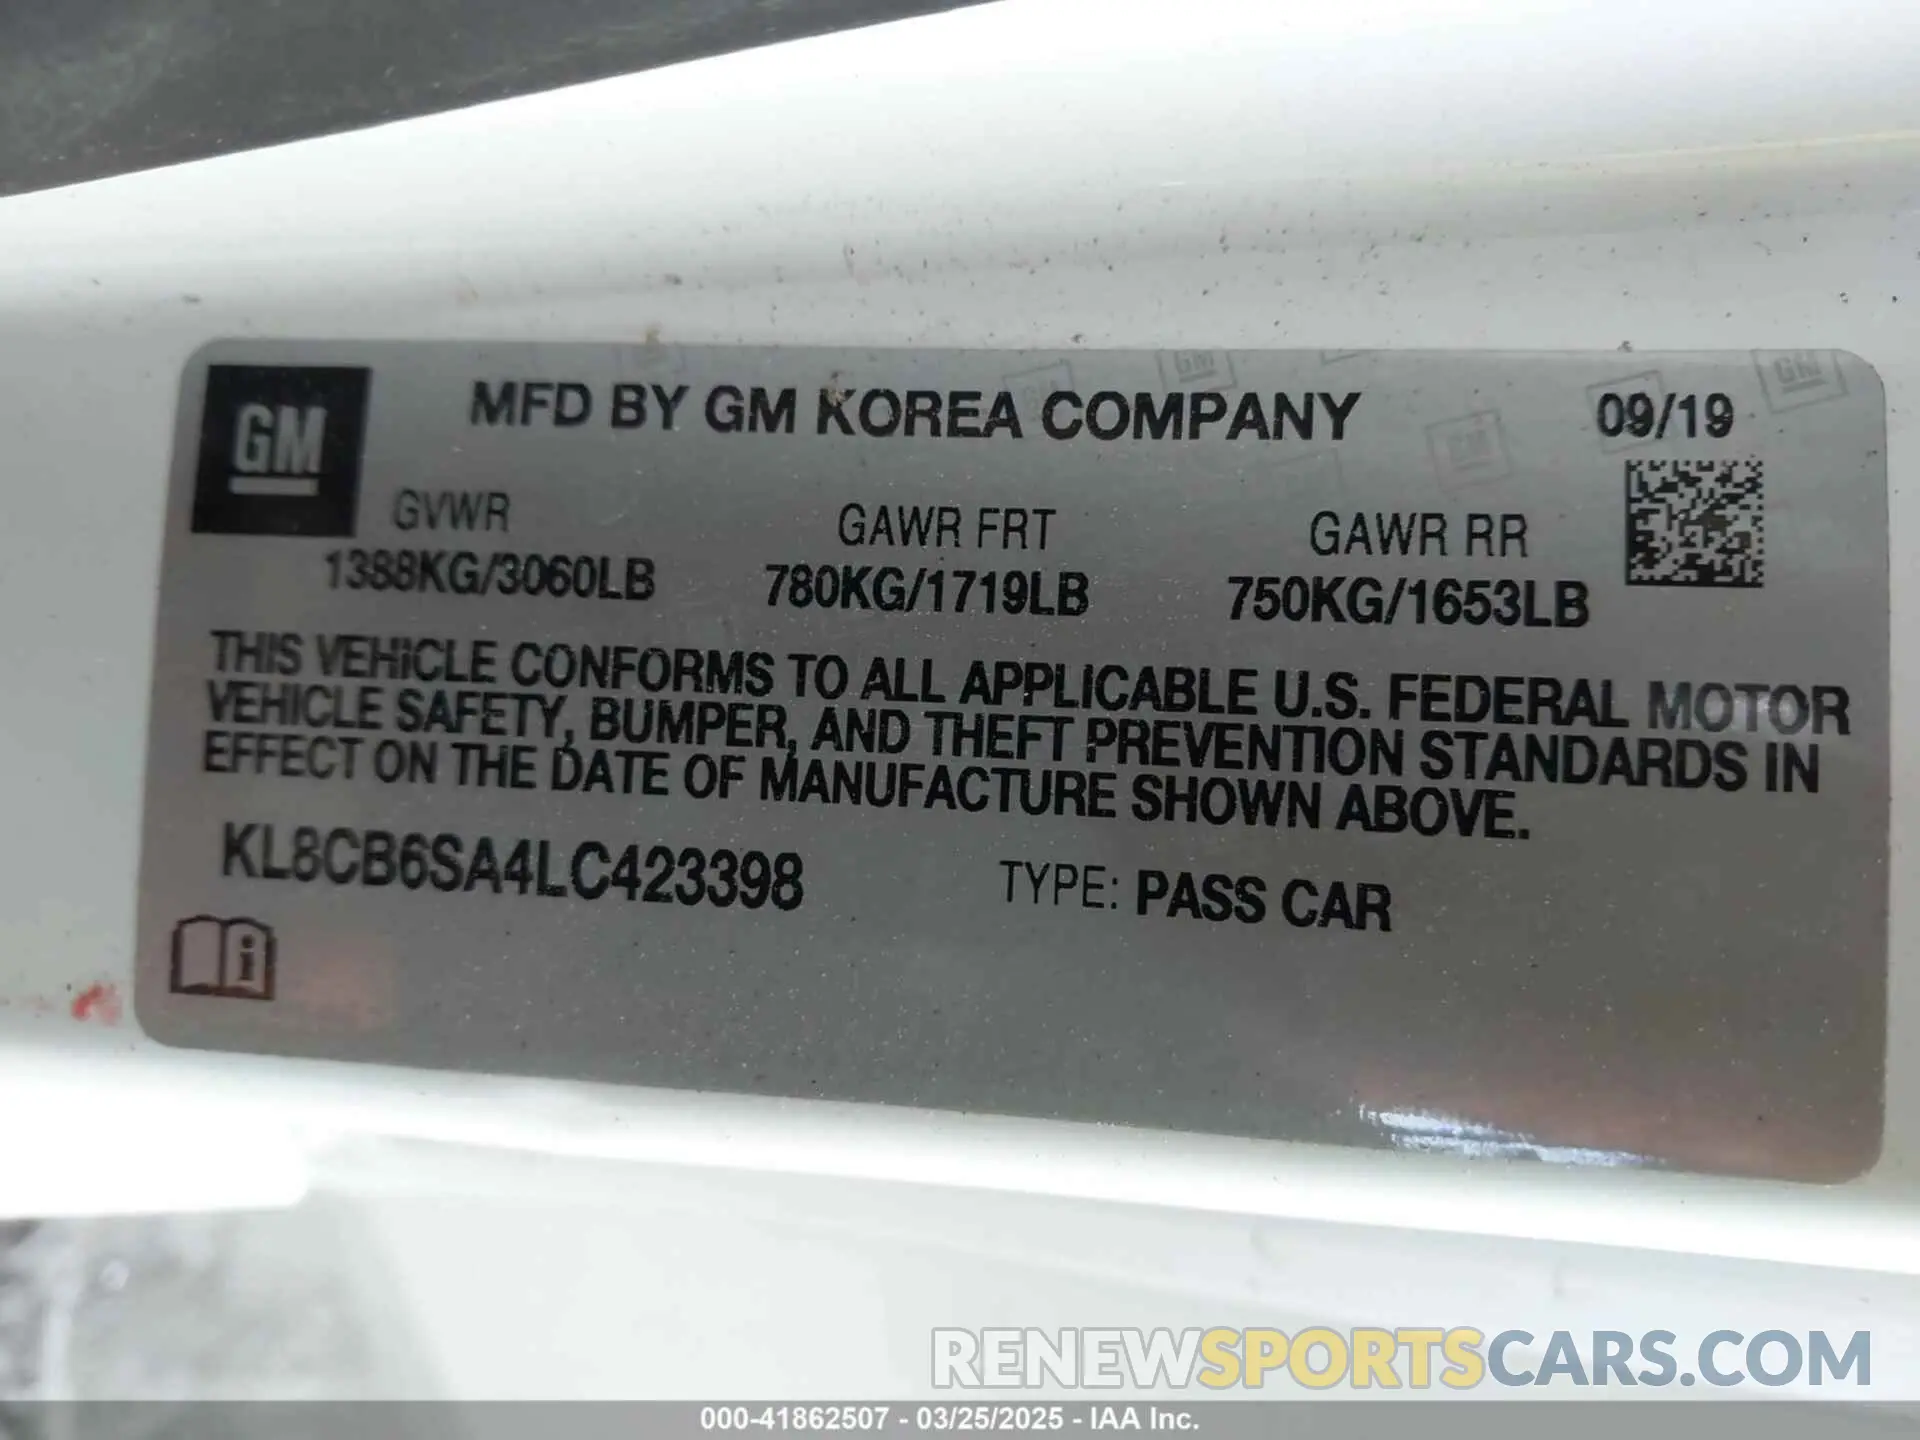 GM
MFD BY GM KOREA COMPANY 09/19
GVWR GAWR FRT GAWR RR
1388KG/3060LB 780KG/1719LB 750KG/1653LB
THIS VEHICLE CONFORMS TO ALL APPLICABLE U.S. FEDERAL MOTOR
VEHICLE SAFETY, BUMPER, AND THEFT PREVENTION STANDARDS IN
EFFECT ON THE DATE OF MANUFACTURE SHOWN ABOVE.
KL8CB6SA4LC423398 TYPE: PASS CAR
RENEWSPORTSCARS.COM
000-41862507 - 03/25/2025 - IAA Inc.